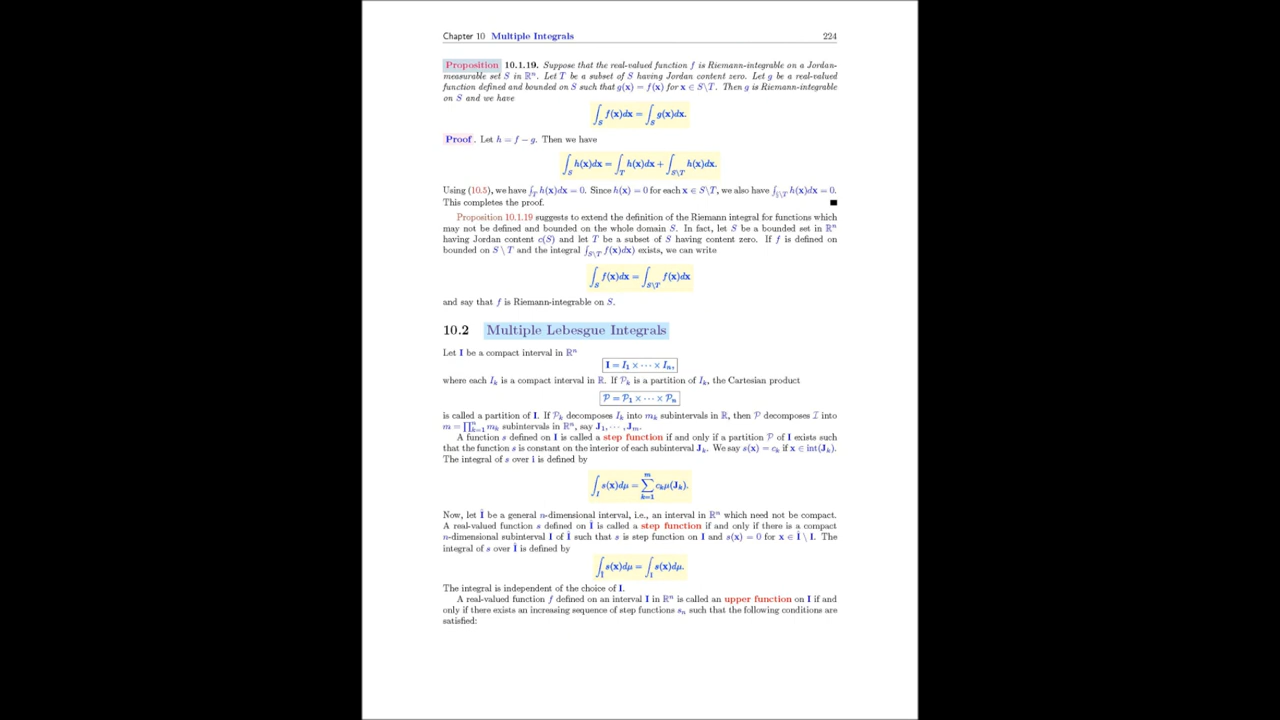 Chapter 10 Multiple Integrals 224
Proposition 10.1.19. Suppose that the real-valued function f is Riemann-integrable on a Jordan-
measurable set S in ℝⁿ. Let T be a subset of S having Jordan content zero. Let g be a real-valued
function defined and bounded on S such that g(x) = f(x) for x ∈ S\T. Then g is Riemann-integrable
on S and we have
∫_S f(x)dx = ∫_S g(x)dx.
Proof. Let h = f − g. Then we have
∫_S h(x)dx = ∫_T h(x)dx + ∫_{S\T} h(x)dx.
Using (10.5), we have ∫_T h(x)dx = 0. Since h(x) = 0 for each x ∈ S\T, we also have ∫_{S\T} h(x)dx = 0.
This completes the proof. ■
Proposition 10.1.19 suggests to extend the definition of the Riemann integral for functions which
may not be defined and bounded on the whole domain S. In fact, let S be a bounded set in ℝⁿ
having Jordan content c(S) and let T be a subset of S having content zero. If f is defined on
bounded on S \ T and the integral ∫_{S\T} f(x)dx) exists, we can write
∫_S f(x)dx = ∫_{S\T} f(x)dx
and say that f is Riemann-integrable on S.
10.2 Multiple Lebesgue Integrals
Let I be a compact interval in ℝⁿ
I = I₁ × ··· × Iₙ,
where each I_k is a compact interval in ℝ. If 𝒫_k is a partition of I_k, the Cartesian product
𝒫 = 𝒫₁ × ··· × 𝒫ₙ
is called a partition of I. If 𝒫_k decomposes I_k into m_k subintervals in ℝ, then 𝒫 decomposes ℐ into
m = ∏_{k=1}^{n} m_k subintervals in ℝⁿ, say J₁, ··· , J_m.
A function s defined on I is called a step function if and only if a partition 𝒫 of I exists such
that the function s is constant on the interior of each subinterval J_k. We say s(x) = c_k if x ∈ int(J_k).
The integral of s over i is defined by
∫_I s(x)dμ = ∑_{k=1}^{m} c_k μ(J_k).
Now, let Ĩ be a general n-dimensional interval, i.e., an interval in ℝⁿ which need not be compact.
A real-valued function s defined on Ĩ is called a step function if and only if there is a compact
n-dimensional subinterval I of Ĩ such that s is step function on I and s(x) = 0 for x ∈ Ĩ \ I. The
integral of s over Ĩ is defined by
∫_Ĩ s(x)dμ = ∫_I s(x)dμ.
The integral is independent of the choice of I.
A real-valued function f defined on an interval I in ℝⁿ is called an upper function on I if and
only if there exists an increasing sequence of step functions sₙ such that the following conditions are
satisfied: